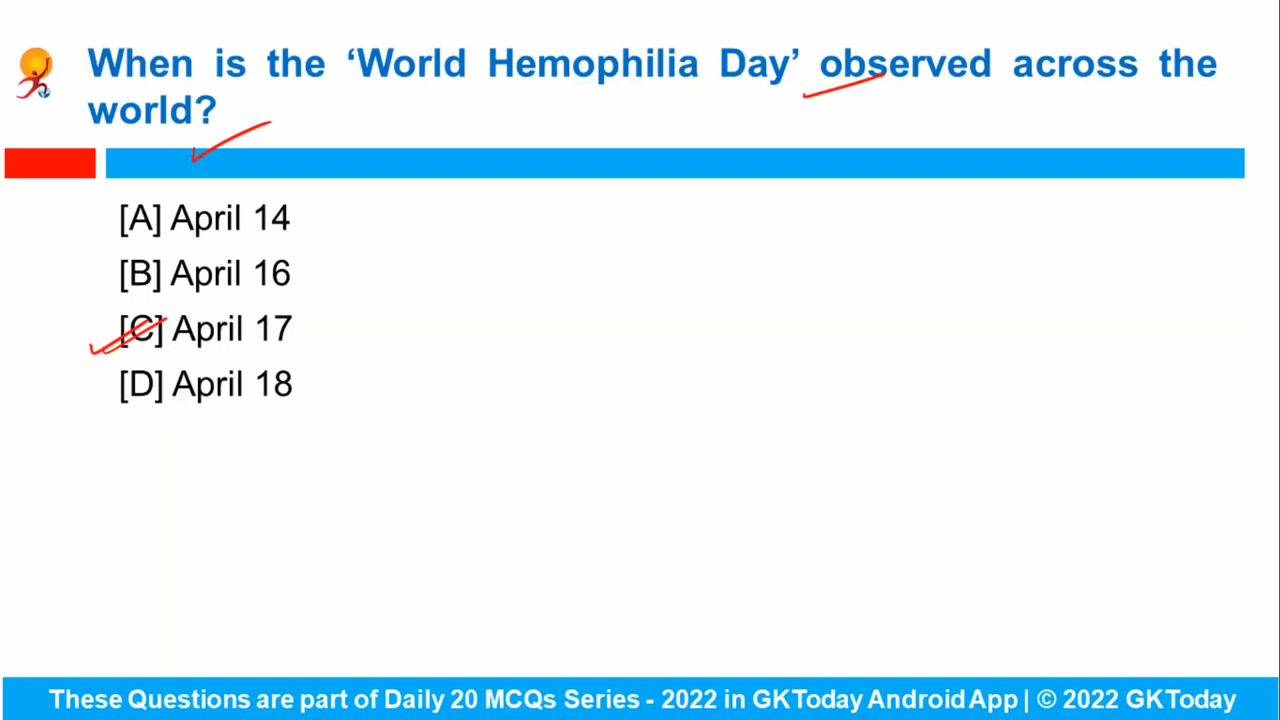 When is the ‘World Hemophilia Day’ observed across the
world?
[A] April 14
[B] April 16
[C] April 17
[D] April 18
These Questions are part of Daily 20 MCQs Series - 2022 in GKToday Android App | © 2022 GKToday